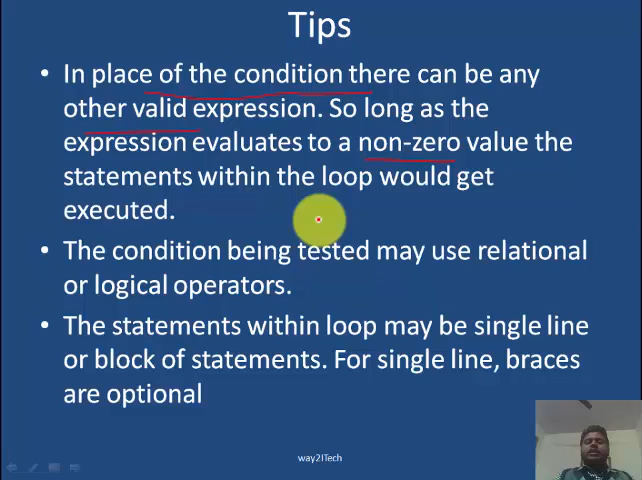 Tips
• In place of the condition there can be any
other valid expression. So long as the
expression evaluates to a non-zero value the
statements within the loop would get
executed.
• The condition being tested may use relational
or logical operators.
• The statements within loop may be single line
or block of statements. For single line, braces
are optional
way2ITech